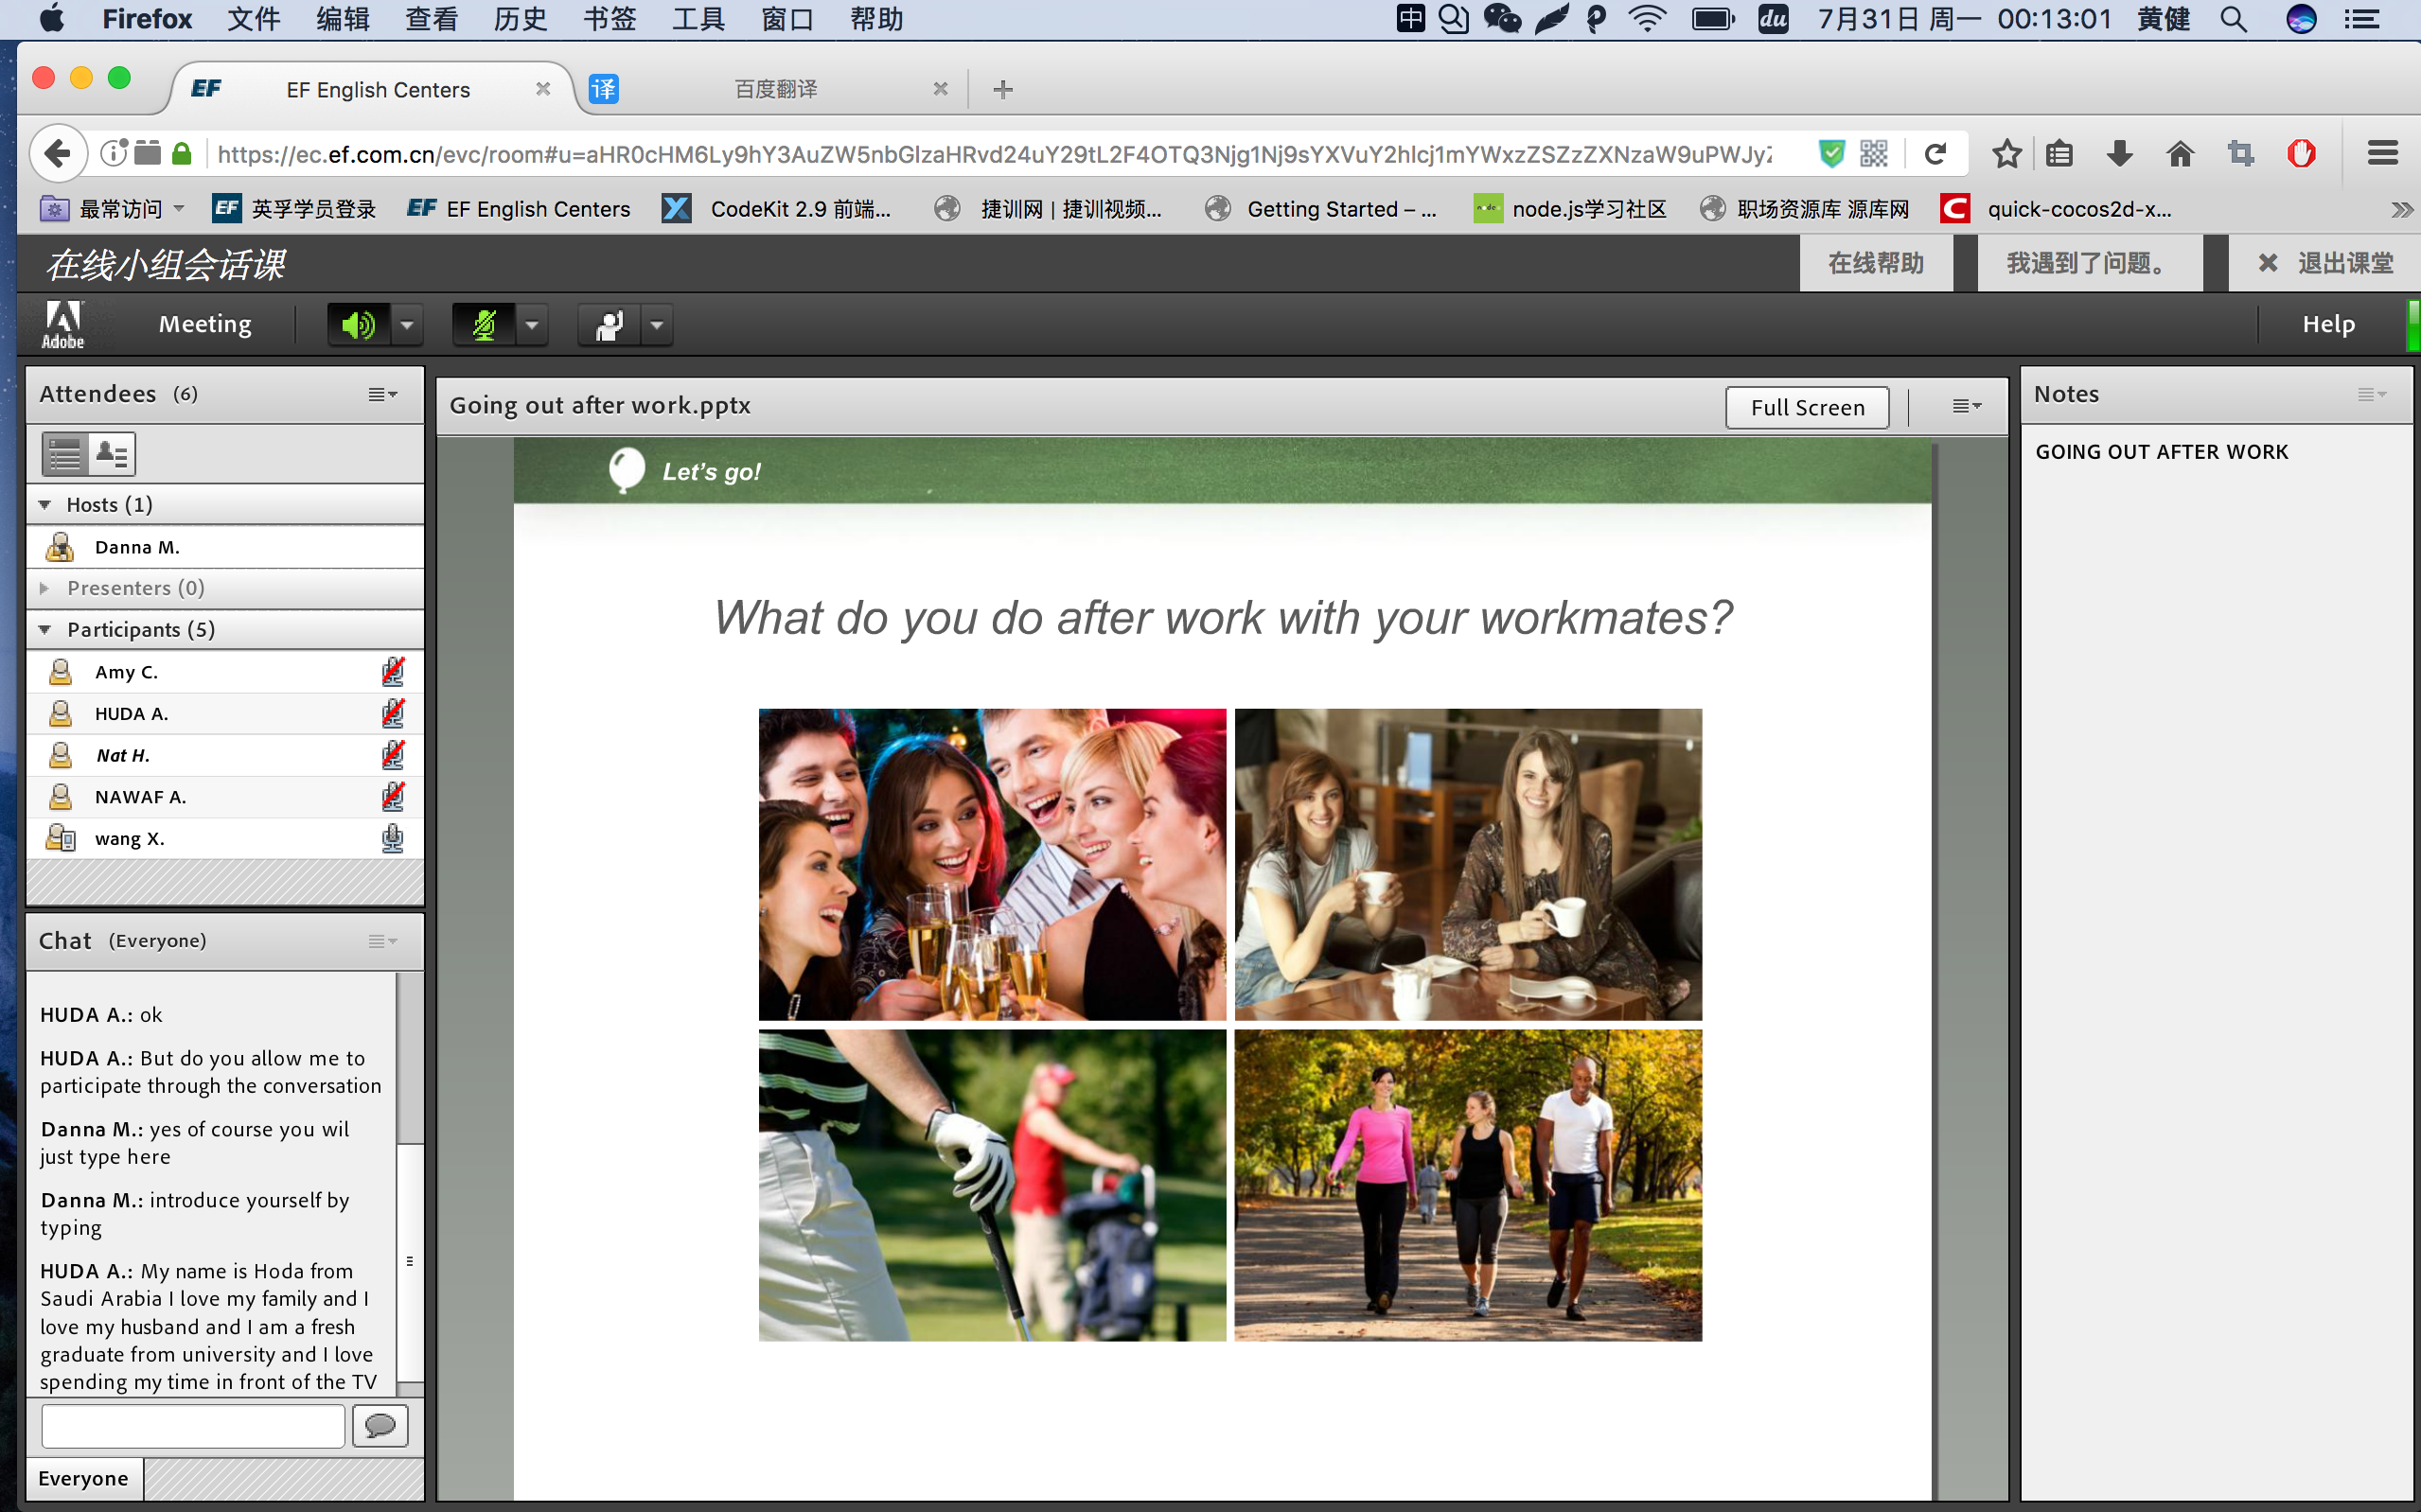 Firefox 文件 编辑 查看 历史 书签 工具 窗口 帮助 中 du 7月31日 周一 00:13:01 黄健
EF EF English Centers 译 百度翻译
https://ec.ef.com.cn/evc/room#u=
最常访问 EF 英孚学员登录 EF EF English Centers X CodeKit 2.9 前端... 捷训网 | 捷训视频... Getting Started – ... node node.js学习社区 职场资源库 源库网 C quick-cocos2d-x...
在线小组会话课 在线帮助 我遇到了问题。 退出课堂
Adobe Meeting Help
Attendees (6)
Hosts (1)
Danna M.
Presenters (0)
Participants (5)
Amy C.
HUDA A.
Nat H.
NAWAF A.
wang X.
Chat (Everyone)
HUDA A.: ok
HUDA A.: But do you allow me to
participate through the conversation
Danna M.: yes of course you wil
just type here
Danna M.: introduce yourself by
typing
HUDA A.: My name is Hoda from
Saudi Arabia I love my family and I
love my husband and I am a fresh
graduate from university and I love
spending my time in front of the TV
Everyone
Going out after work.pptx Full Screen
Let's go!
What do you do after work with your workmates?
Notes
GOING OUT AFTER WORK